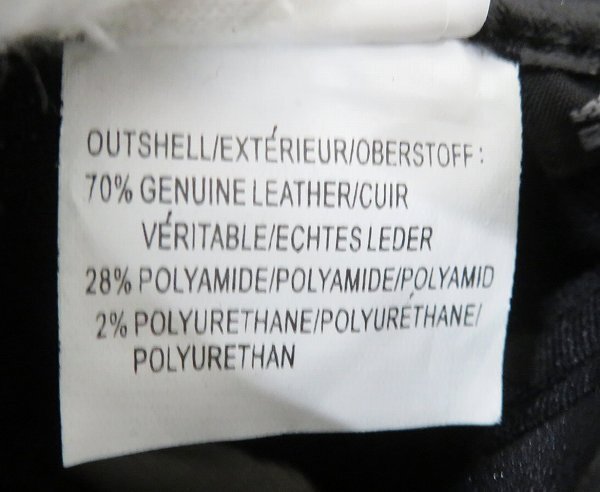 OUTSHELL/EXTÉRIEUR/OBERSTOFF:
70% GENUINE LEATHER/CUIR
VÉRITABLE/ECHTES LEDER
28% POLYAMIDE/POLYAMIDE/POLYAMID
2% POLYURETHANE/POLYURÉTHANE/
POLYURETHAN